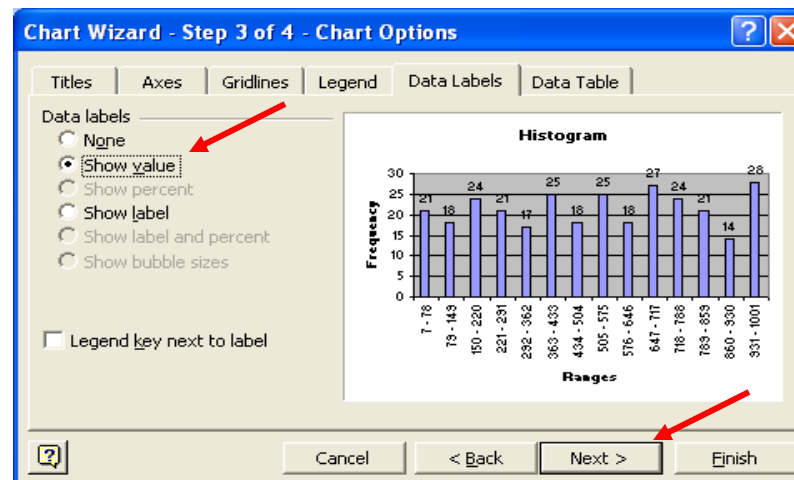 Chart Wizard - Step 3 of 4 - Chart Options
Titles Axes Gridlines Legend Data Labels Data Table
Data labels
None
Show value
Show percent
Show label
Show label and percent
Show bubble sizes
Legend key next to label
Histogram
Frequency
30
25
20
15
10
5
0
21 18 24 21 17 25 18 25 18 27 24 21 14 28
7 - 78
79 - 149
150 - 220
221 - 291
292 - 362
363 - 433
434 - 504
505 - 575
576 - 646
647 - 717
718 - 788
789 - 859
860 - 930
931 - 1001
Ranges
Cancel < Back Next > Finish